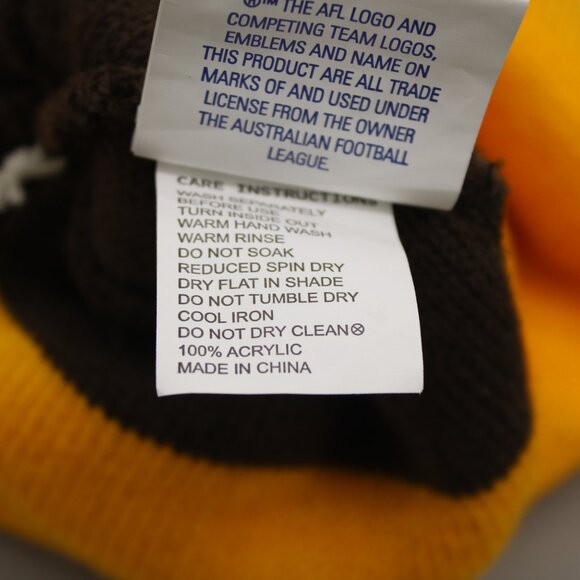 ®™ THE AFL LOGO AND
COMPETING TEAM LOGOS,
EMBLEMS AND NAME ON
THIS PRODUCT ARE ALL TRADE
MARKS OF AND USED UNDER
LICENSE FROM THE OWNER
THE AUSTRALIAN FOOTBALL
LEAGUE.
CARE INSTRUCTIONS
WASH SEPARATELY
BEFORE USE
TURN INSIDE OUT
WARM HAND WASH
WARM RINSE
DO NOT SOAK
REDUCED SPIN DRY
DRY FLAT IN SHADE
DO NOT TUMBLE DRY
COOL IRON
DO NOT DRY CLEAN⊗
100% ACRYLIC
MADE IN CHINA